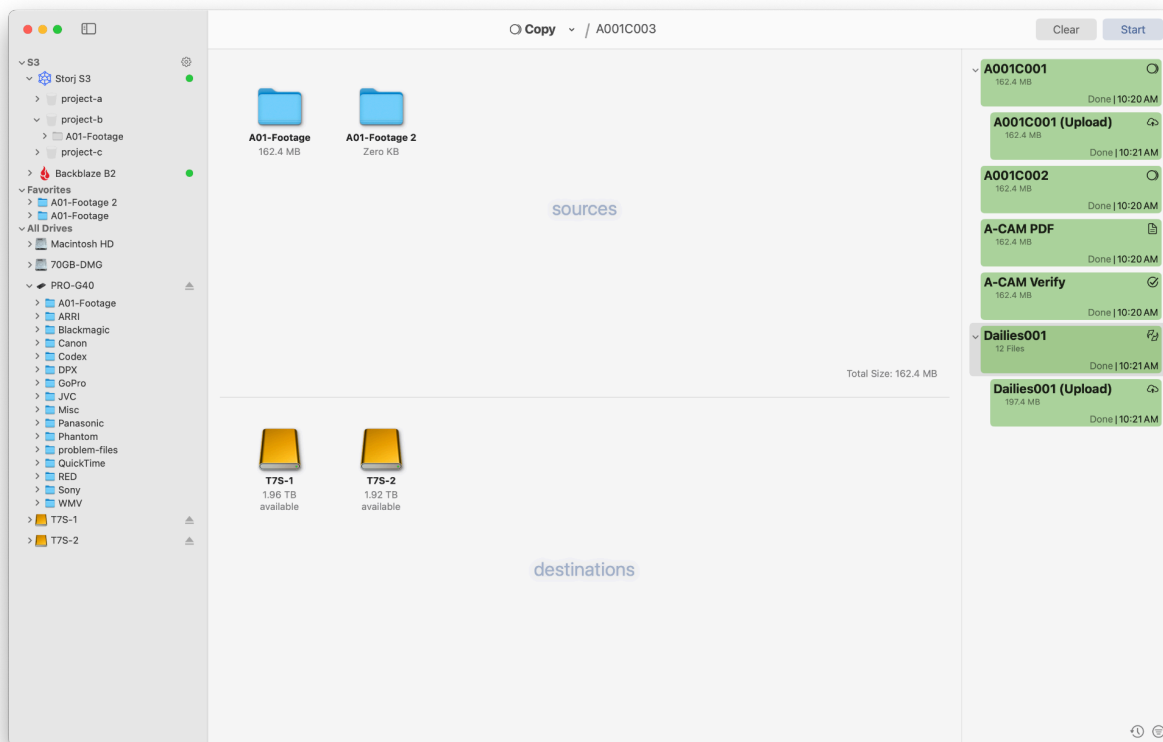 Copy / A001C003
Clear
Start
S3
Storj S3
project-a
project-b
A01-Footage
project-c
Backblaze B2
Favorites
A01-Footage 2
A01-Footage
All Drives
Macintosh HD
70GB-DMG
PRO-G40
A01-Footage
ARRI
Blackmagic
Canon
Codex
DPX
GoPro
JVC
Misc
Panasonic
Phantom
problem-files
QuickTime
RED
Sony
WMV
T7S-1
T7S-2
A01-Footage
162.4 MB
A01-Footage 2
Zero KB
sources
Total Size: 162.4 MB
T7S-1
1.96 TB
available
T7S-2
1.92 TB
available
destinations
A001C001
162.4 MB
Done | 10:20 AM
A001C001 (Upload)
162.4 MB
Done | 10:21 AM
A001C002
162.4 MB
Done | 10:20 AM
A-CAM PDF
162.4 MB
Done | 10:20 AM
A-CAM Verify
162.4 MB
Done | 10:20 AM
Dailies001
12 Files
Done | 10:21 AM
Dailies001 (Upload)
197.4 MB
Done | 10:21 AM